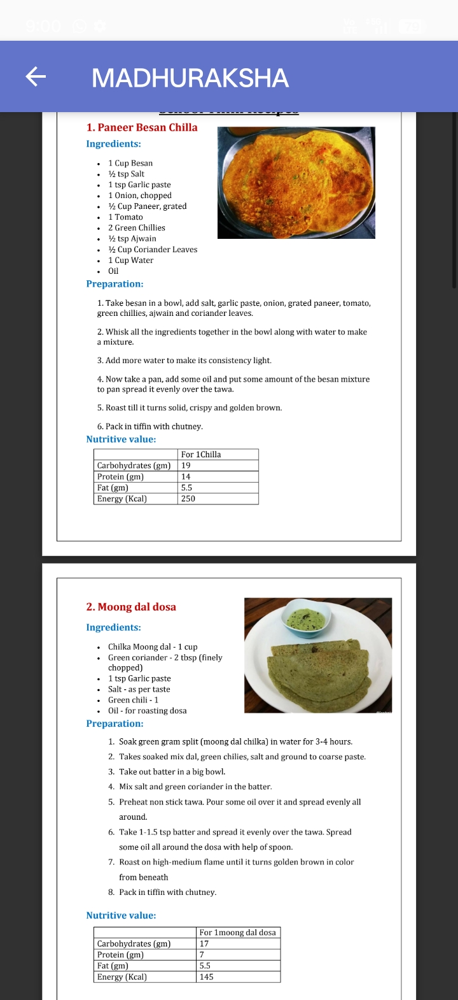 9:00
MADHURAKSHA
School Tiffin Recipes
1. Paneer Besan Chilla
Ingredients:
• 1 Cup Besan
• ½ tsp Salt
• 1 tsp Garlic paste
• 1 Onion, chopped
• ½ Cup Paneer, grated
• 1 Tomato
• 2 Green Chillies
• ½ tsp Ajwain
• ½ Cup Coriander Leaves
• 1 Cup Water
• Oil
Preparation:
1. Take besan in a bowl, add salt, garlic paste, onion, grated paneer, tomato,
green chillies, ajwain and coriander leaves.
2. Whisk all the ingredients together in the bowl along with water to make
a mixture.
3. Add more water to make its consistency light.
4. Now take a pan, add some oil and put some amount of the besan mixture
to pan spread it evenly over the tawa.
5. Roast till it turns solid, crispy and golden brown.
6. Pack in tiffin with chutney.
Nutritive value:
For 1Chilla
Carbohydrates (gm) 19
Protein (gm) 14
Fat (gm) 5.5
Energy (Kcal) 250
2. Moong dal dosa
Ingredients:
• Chilka Moong dal - 1 cup
• Green coriander - 2 tbsp (finely
chopped)
• 1 tsp Garlic paste
• Salt - as per taste
• Green chili - 1
• Oil - for roasting dosa
Preparation:
1. Soak green gram split (moong dal chilka) in water for 3-4 hours.
2. Takes soaked mix dal, green chilies, salt and ground to coarse paste.
3. Take out batter in a big bowl.
4. Mix salt and green coriander in the batter.
5. Preheat non stick tawa. Pour some oil over it and spread evenly all
around.
6. Take 1-1.5 tsp batter and spread it evenly over the tawa. Spread
some oil all around the dosa with help of spoon.
7. Roast on high-medium flame until it turns golden brown in color
from beneath
8. Pack in tiffin with chutney.
Nutritive value:
For 1moong dal dosa
Carbohydrates (gm) 17
Protein (gm) 7
Fat (gm) 5.5
Energy (Kcal) 145